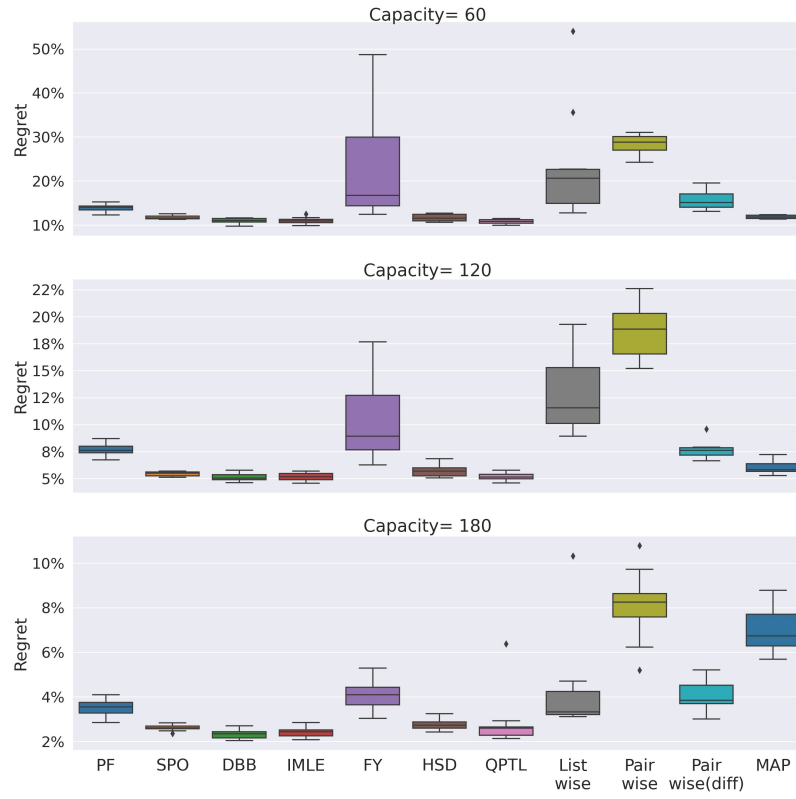 Capacity= 60
Regret
50%
40%
30%
20%
10%
Capacity= 120
Regret
22%
20%
18%
15%
12%
10%
8%
5%
Capacity= 180
Regret
10%
8%
6%
4%
2%
PF SPO DBB IMLE FY HSD QPTL List Pair Pair MAP
wise wise wise(diff)